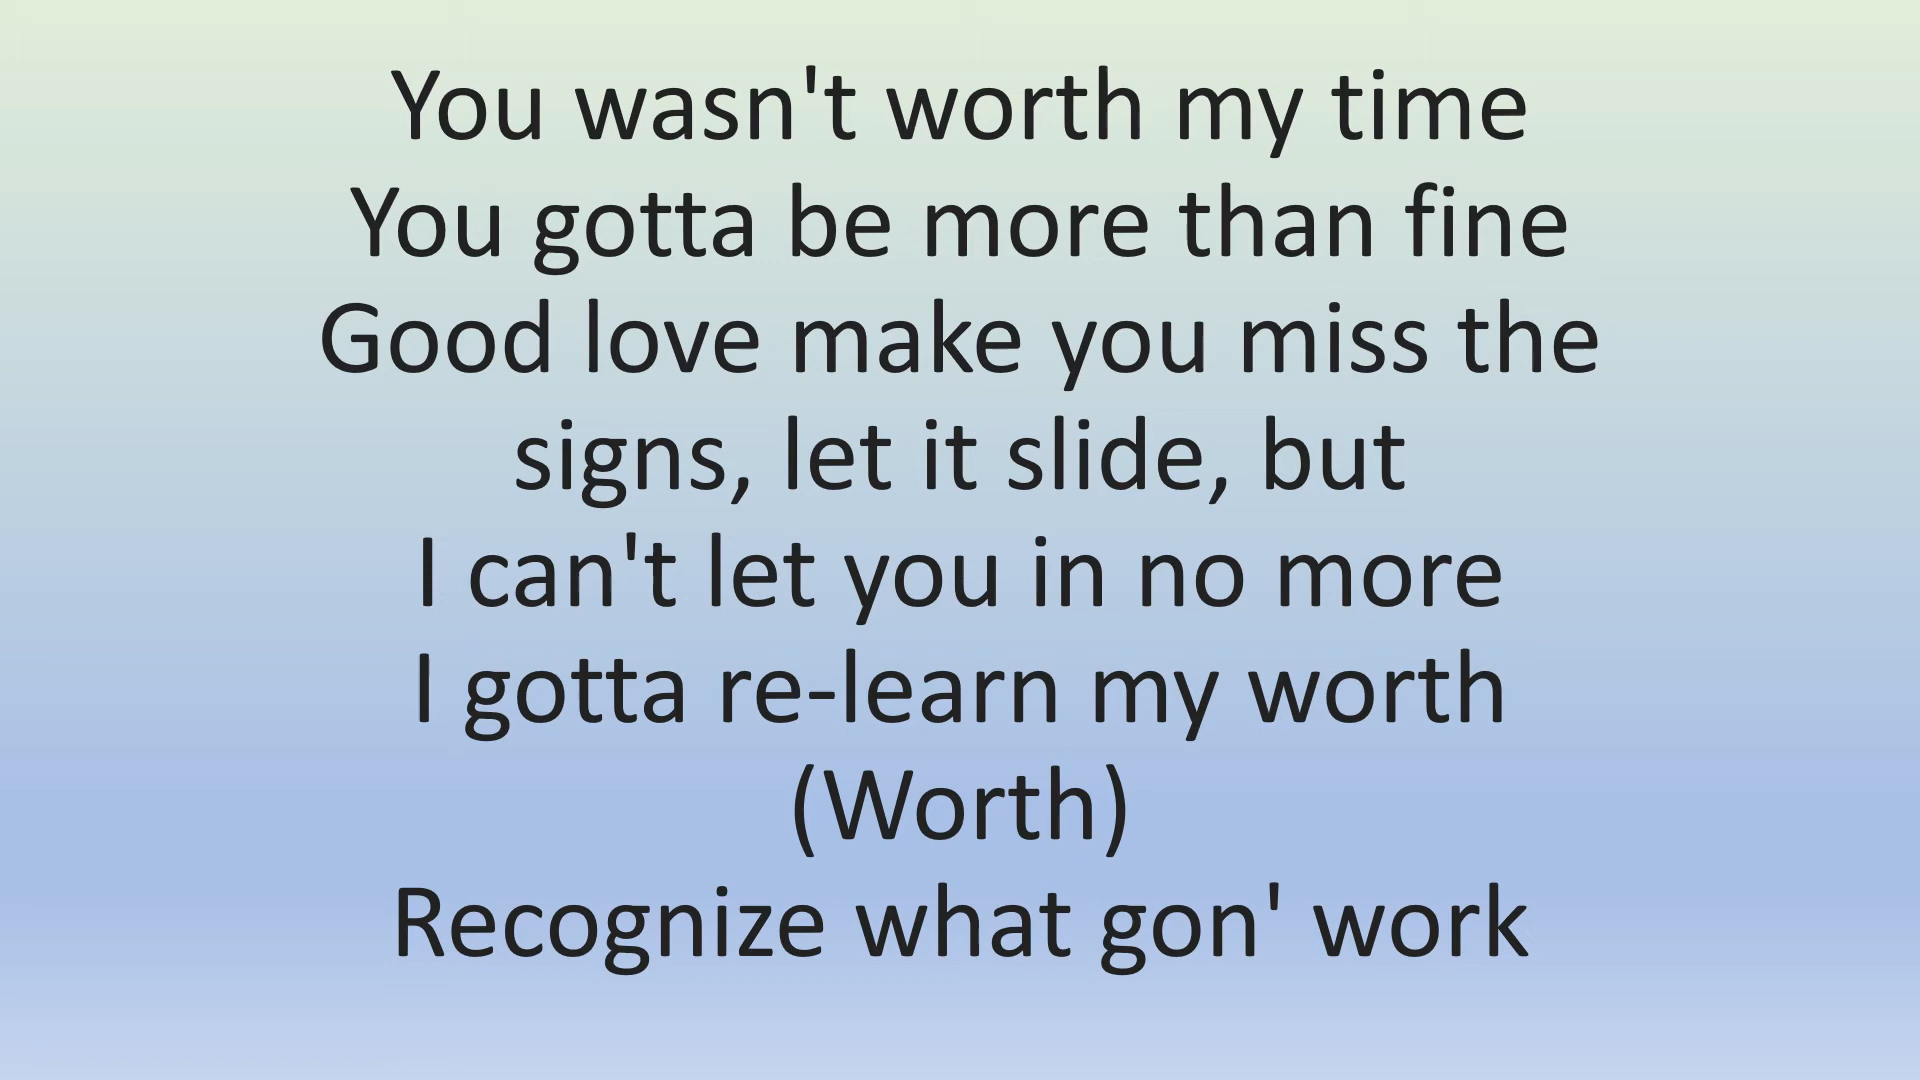 You wasn't worth my time
You gotta be more than fine
Good love make you miss the
signs, let it slide, but
I can't let you in no more
I gotta re-learn my worth
(Worth)
Recognize what gon' work